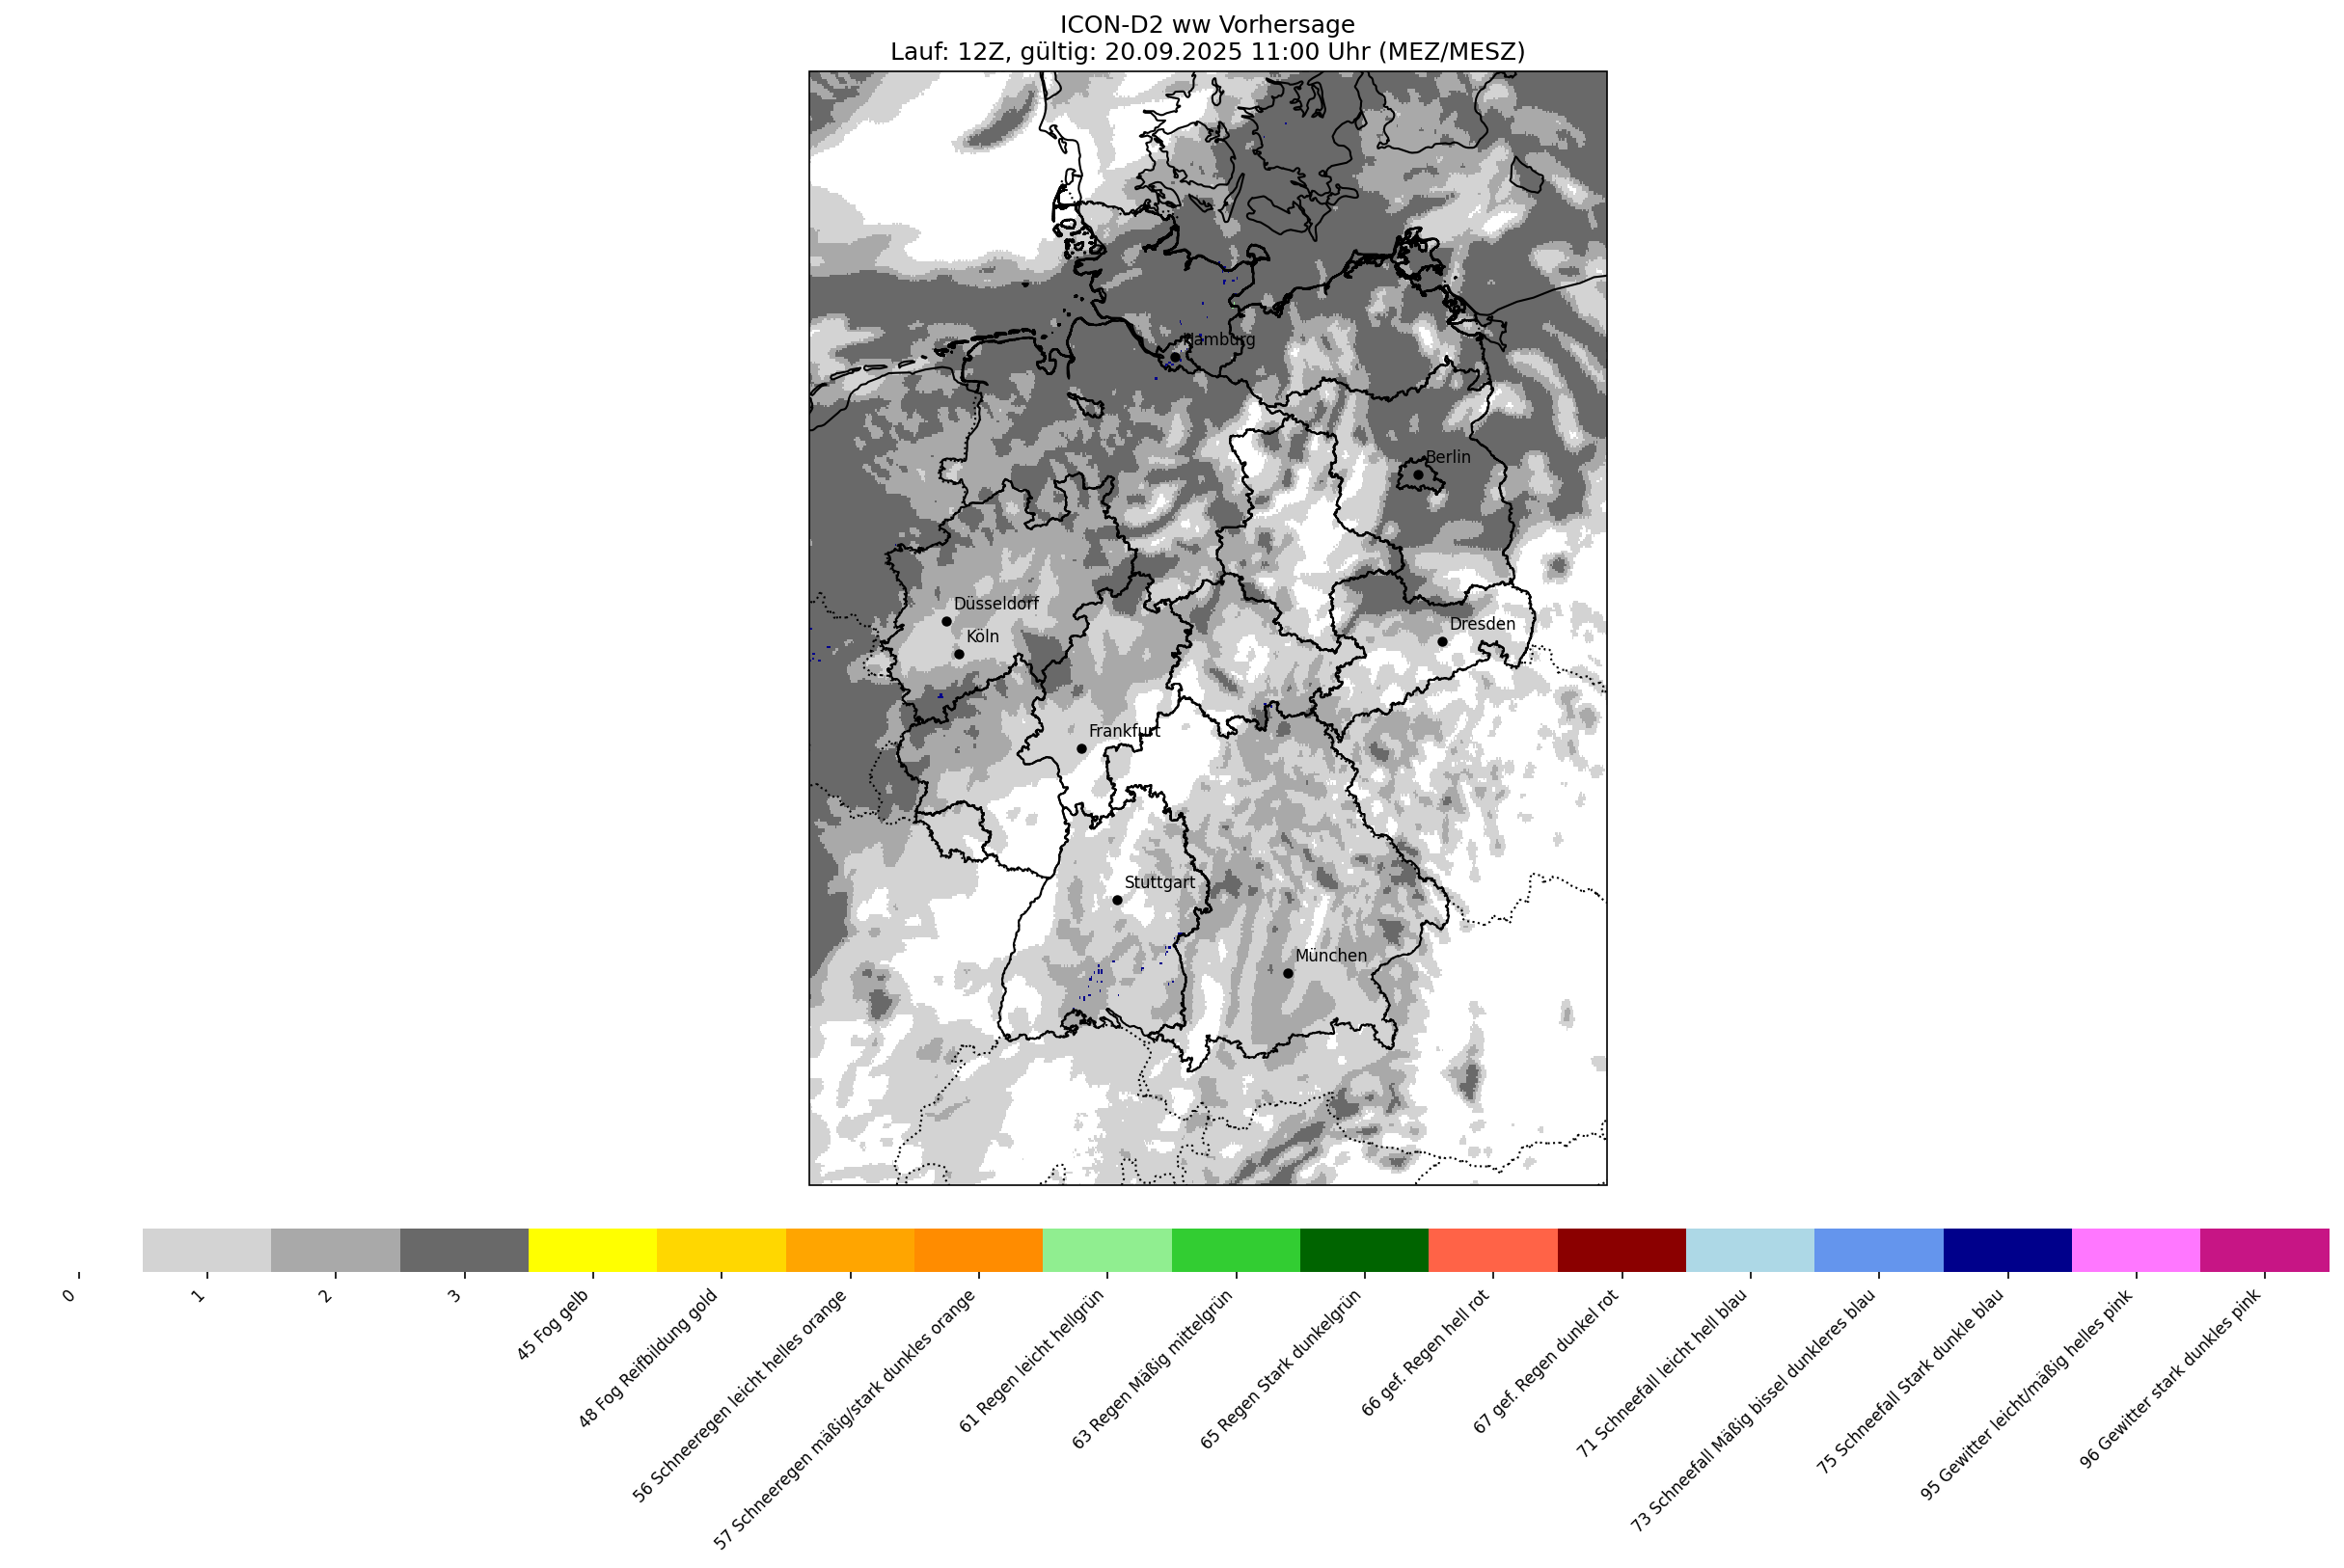 ICON-D2 ww Vorhersage
Lauf: 12Z, gültig: 20.09.2025 11:00 Uhr (MEZ/MESZ)
Hamburg
Berlin
Düsseldorf
Köln
Dresden
Frankfurt
Stuttgart
München
0
1
2
3
45 Fog gelb
48 Fog Reifbildung gold
56 Schneeregen leicht helles orange
57 Schneeregen mäßig/stark dunkles orange
61 Regen leicht hellgrün
63 Regen Mäßig mittelgrün
65 Regen Stark dunkelgrün
66 gef. Regen hell rot
67 gef. Regen dunkel rot
71 Schneefall leicht hell blau
73 Schneefall Mäßig bissel dunkleres blau
75 Schneefall Stark dunkle blau
95 Gewitter leicht/mäßig helles pink
96 Gewitter stark dunkles pink